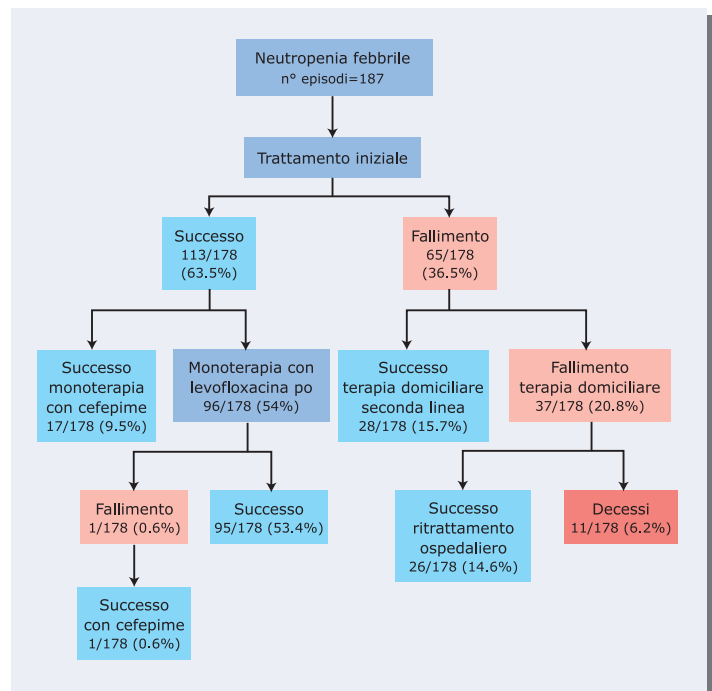 Neutropenia febbrile
n° episodi=187
Trattamento iniziale
Successo
113/178
(63.5%)
Fallimento
65/178
(36.5%)
Successo
monoterapia
con cefepime
17/178 (9.5%)
Monoterapia con
levofloxacina po
96/178 (54%)
Successo
terapia domiciliare
seconda linea
28/178 (15.7%)
Fallimento
terapia domiciliare
37/178 (20.8%)
Fallimento
1/178 (0.6%)
Successo
95/178 (53.4%)
Successo
ritrattamento
ospedaliero
26/178 (14.6%)
Decessi
11/178 (6.2%)
Successo
con cefepime
1/178 (0.6%)